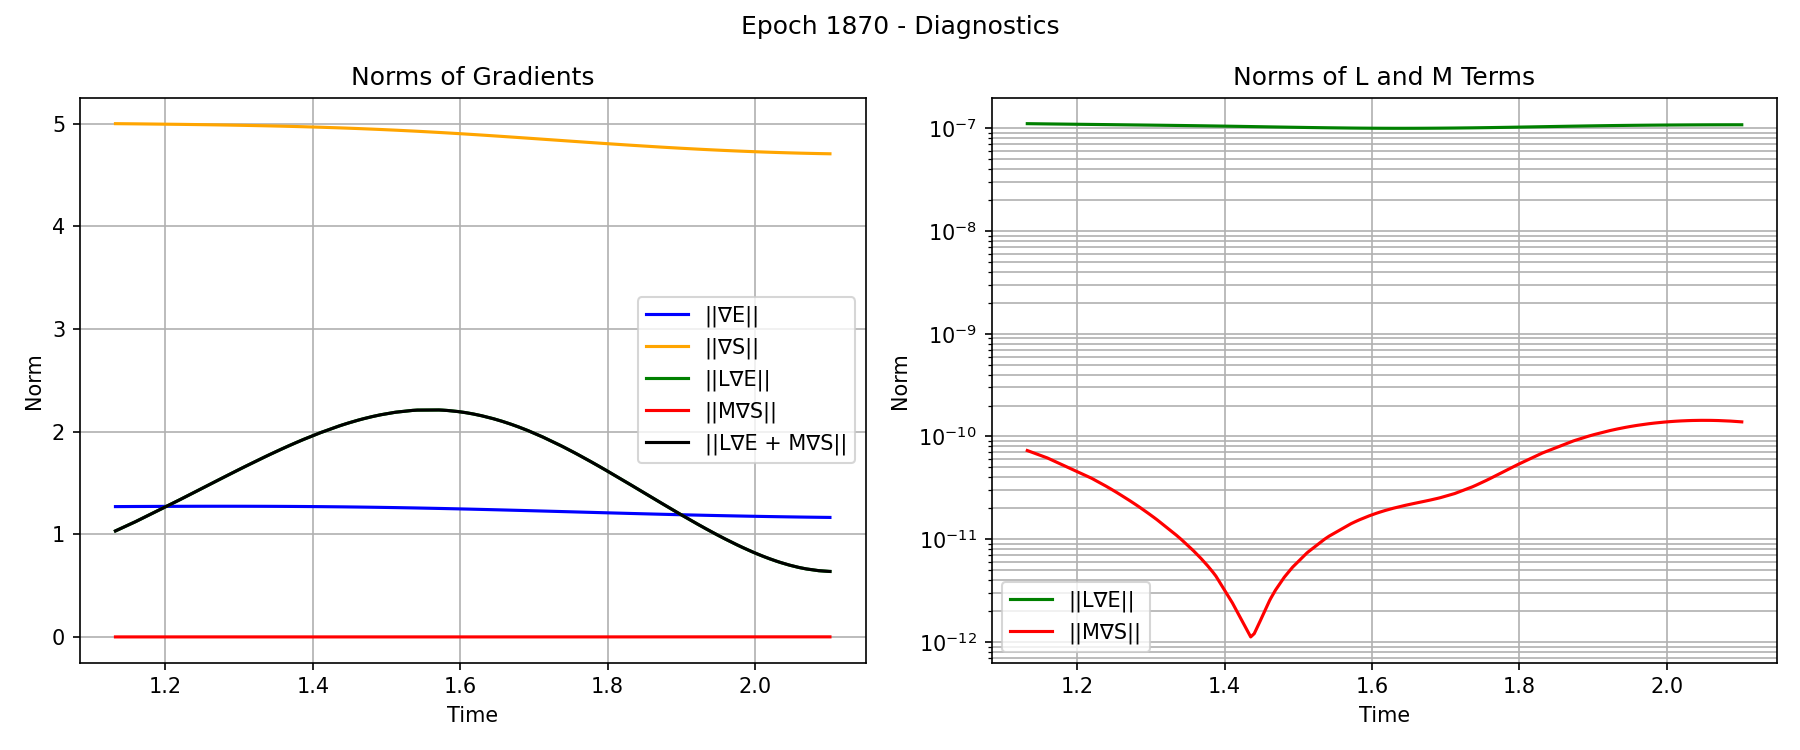 Epoch 1870 - Diagnostics
Norms of Gradients
5
4
3
2
1
0
Norm
||∇E||
||∇S||
||L∇E||
||M∇S||
||L∇E + M∇S||
1.2 1.4 1.6 1.8 2.0
Time
Norms of L and M Terms
10⁻⁷
10⁻⁸
10⁻⁹
10⁻¹⁰
10⁻¹¹
10⁻¹²
Norm
||L∇E||
||M∇S||
1.2 1.4 1.6 1.8 2.0
Time